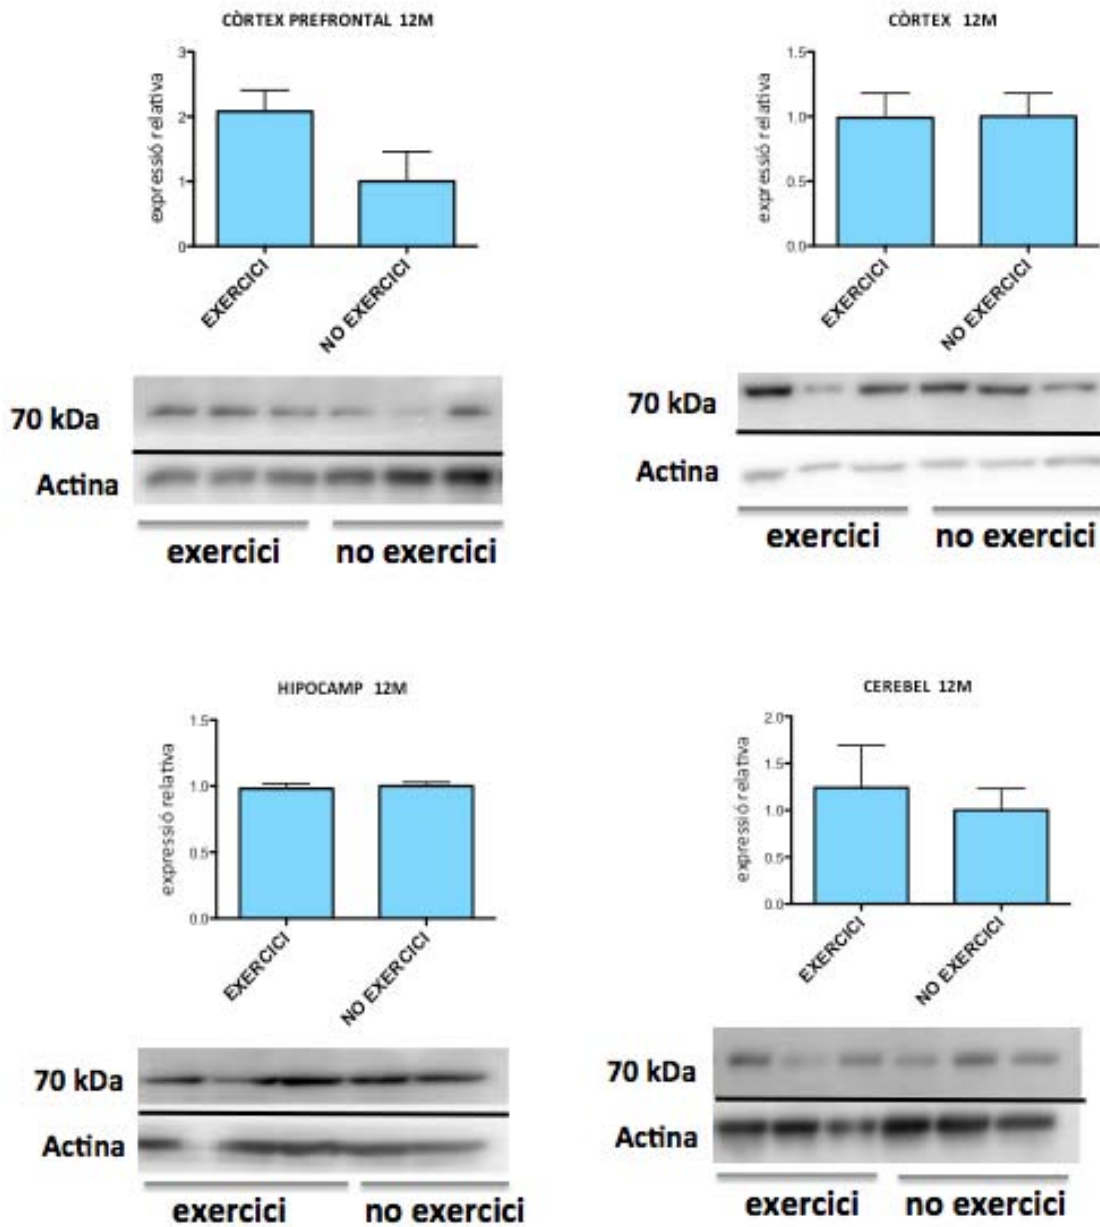 CÒRTEX PREFRONTAL 12M
expressió relativa
3
2
1
0
EXERCICI
NO EXERCICI
70 kDa
Actina
exercici
no exercici
CÒRTEX 12M
expressió relativa
1.5
1.0
0.5
0.0
EXERCICI
NO EXERCICI
70 kDa
Actina
exercici
no exercici
HIPOCAMP 12M
expressió relativa
1.5
1.0
0.5
0.0
EXERCICI
NO EXERCICI
70 kDa
Actina
exercici
no exercici
CEREBEL 12M
expressió relativa
2.0
1.5
1.0
0.5
0.0
EXERCICI
NO EXERCICI
70 kDa
Actina
exercici
no exercici